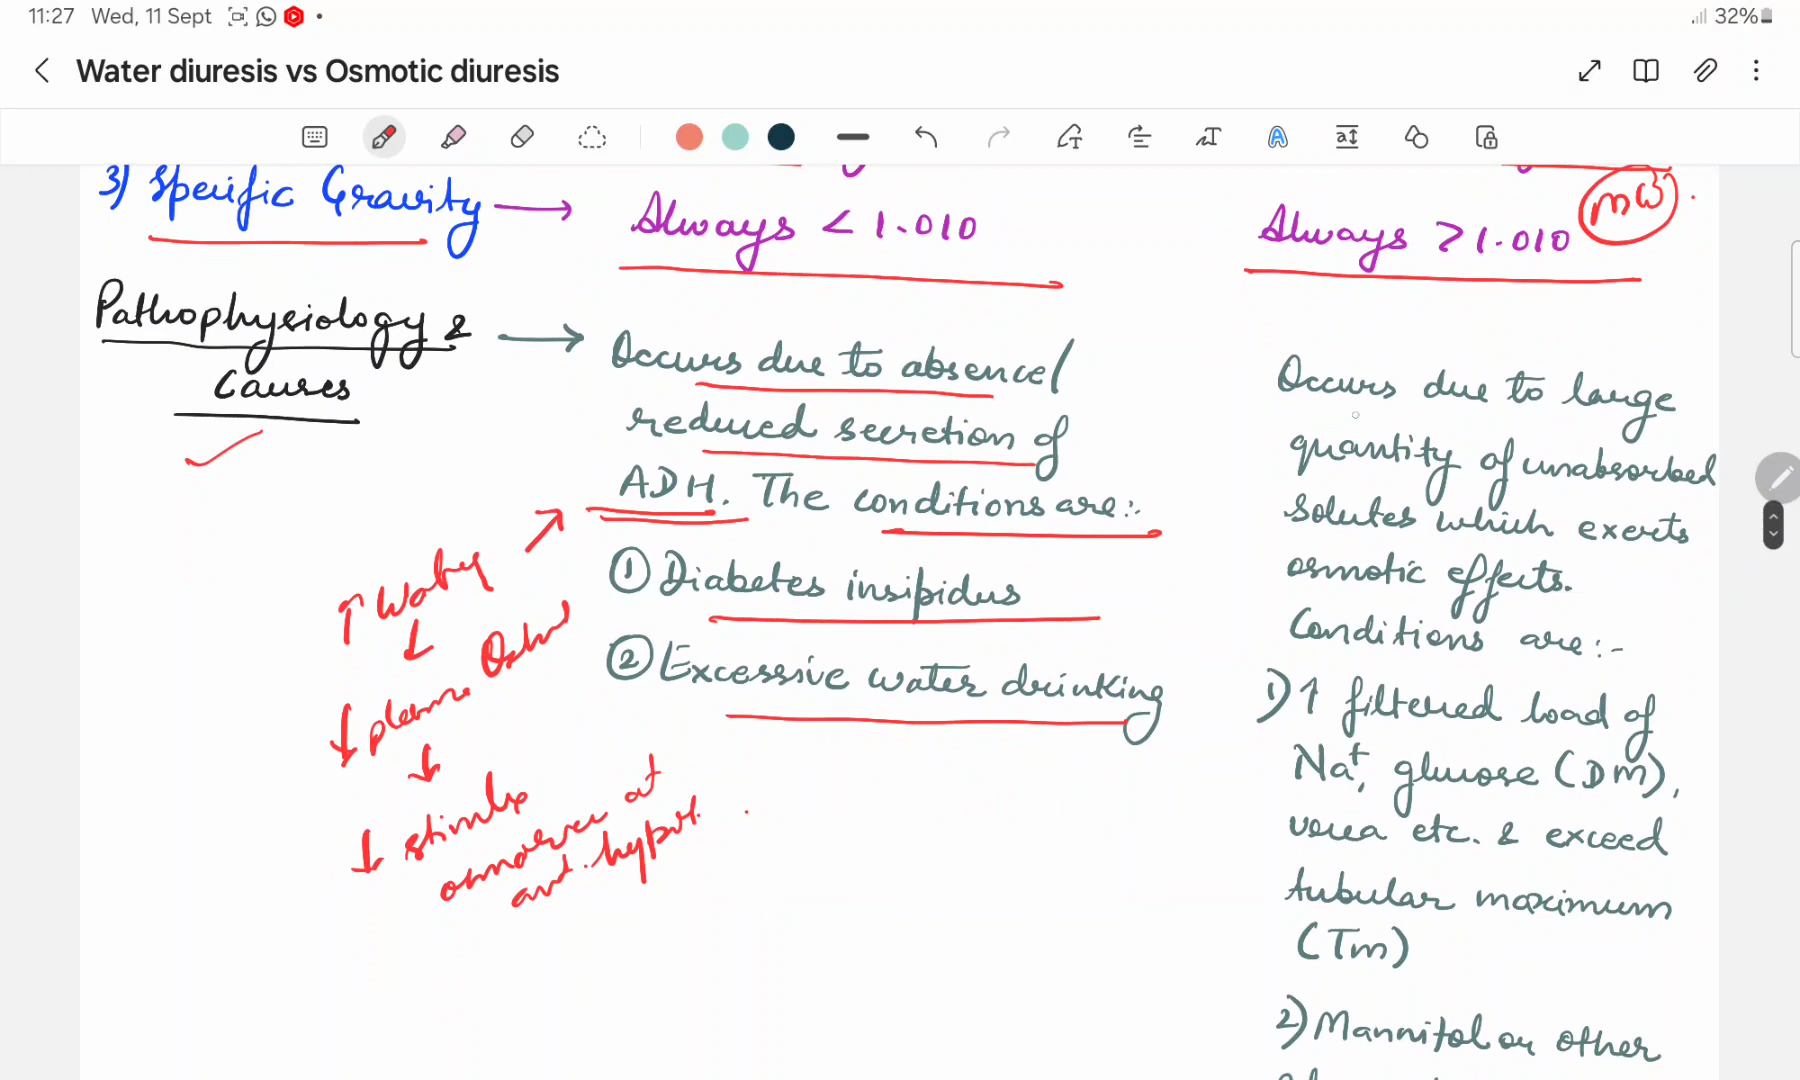 11:27 Wed, 11 Sept
32%
Water diuresis vs Osmotic diuresis
3) Specific Gravity
Always < 1.010
Always > 1.010
Pathophysiology &
Causes
Occurs due to absence/
reduced secretion of
ADH. The conditions are:-
① Diabetes insipidus
② Excessive water drinking
↑ Water
↓
↓ plasma
↓
Occurs due to large
quantity of unabsorbed
solutes which exerts
osmotic effects.
Conditions are:-
1) ↑ filtered load of
Na+, glucose (DM),
urea etc. & exceed
tubular maximum
(Tm)
2) Mannitol or other